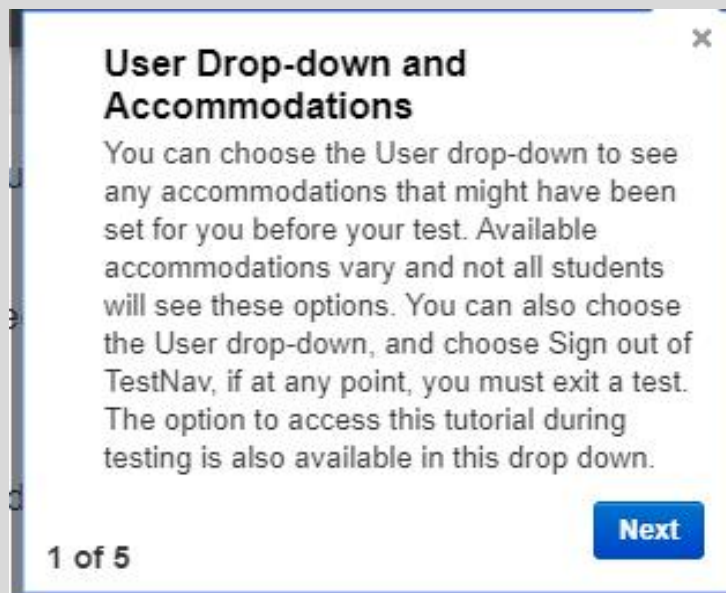 User Drop-down and
Accommodations
You can choose the User drop-down to see
any accommodations that might have been
set for you before your test. Available
accommodations vary and not all students
will see these options. You can also choose
the User drop-down, and choose Sign out of
TestNav, if at any point, you must exit a test.
The option to access this tutorial during
testing is also available in this drop down.
Next
1 of 5